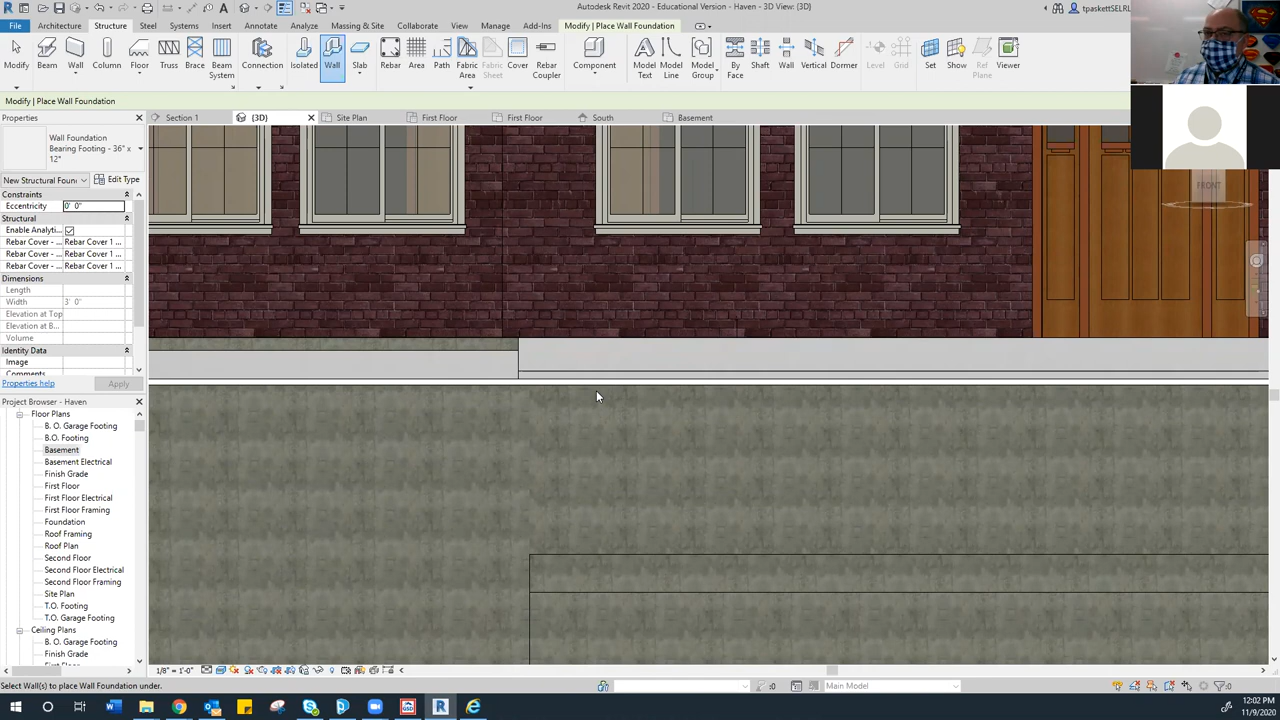 Autodesk Revit 2020 - Educational Version - Haven - 3D View: {3D}
tpaskettSELRL
File Architecture Structure Steel Systems Insert Annotate Analyze Massing & Site Collaborate View Manage Add-Ins Modify | Place Wall Foundation
Modify Beam Wall Column Floor Truss Brace Beam System Connection Isolated Wall Slab Rebar Area Path Fabric Area Fabric Sheet Cover Rebar Coupler Component Model Text Model Line Model Group By Face Shaft Wall Vertical Dormer Level Grid Set Show Ref Plane Viewer
Modify | Place Wall Foundation
Properties
Section 1 {3D} Site Plan First Floor First Floor South Basement
Wall Foundation
Bearing Footing - 36" x
12"
New Structural Foun Edit Type
Constraints
Eccentricity 0' 0"
Structural
Enable Analyti...
Rebar Cover - ... Rebar Cover 1 ...
Rebar Cover - ... Rebar Cover 1 ...
Rebar Cover - ... Rebar Cover 1 ...
Dimensions
Length
Width 3' 0"
Elevation at Top
Elevation at B...
Volume
Identity Data
Image
Comments
Properties help Apply
Project Browser - Haven
Floor Plans
B. O. Garage Footing
B.O. Footing
Basement
Basement Electrical
Finish Grade
First Floor
First Floor Electrical
First Floor Framing
Foundation
Roof Framing
Roof Plan
Second Floor
Second Floor Electrical
Second Floor Framing
Site Plan
T.O. Footing
T.O. Garage Footing
Ceiling Plans
B. O. Garage Footing
Finish Grade
FRONT
1/8" = 1'-0"
Select Wall(s) to place Wall Foundation under.
:0
Main Model
:0
12:02 PM
11/9/2020